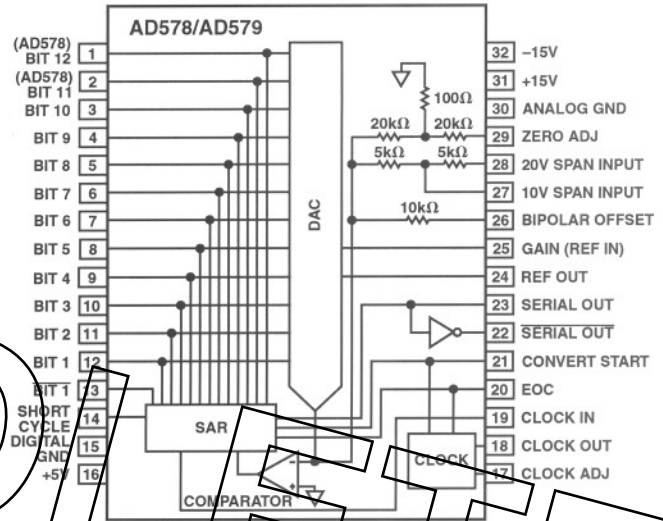 AD578/AD579
(AD578)
BIT 12
1
(AD578)
BIT 11
2
BIT 10
3
BIT 9
4
BIT 8
5
BIT 7
6
BIT 6
7
BIT 5
8
BIT 4
9
BIT 3
10
BIT 2
11
BIT 1
12
BIT 1
13
SHORT
CYCLE
14
DIGITAL
GND
15
+5V
16
DAC
SAR
COMPARATOR
–
+
CLOCK
100Ω
20kΩ 20kΩ
5kΩ 5kΩ
10kΩ
32 –15V
31 +15V
30 ANALOG GND
29 ZERO ADJ
28 20V SPAN INPUT
27 10V SPAN INPUT
26 BIPOLAR OFFSET
25 GAIN (REF IN)
24 REF OUT
23 SERIAL OUT
22 SERIAL OUT
21 CONVERT START
20 EOC
19 CLOCK IN
18 CLOCK OUT
17 CLOCK ADJ